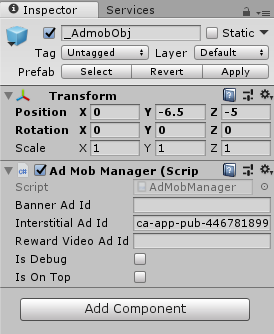 Inspector Services
_AdmobObj Static
Tag Untagged Layer Default
Prefab Select Revert Apply
Transform
Position X 0 Y -6.5 Z -5
Rotation X 0 Y 0 Z 0
Scale X 1 Y 1 Z 1
Ad Mob Manager (Scrip
Script AdMobManager
Banner Ad Id
Interstitial Ad Id ca-app-pub-446781899
Reward Video Ad Id
Is Debug
Is On Top
Add Component